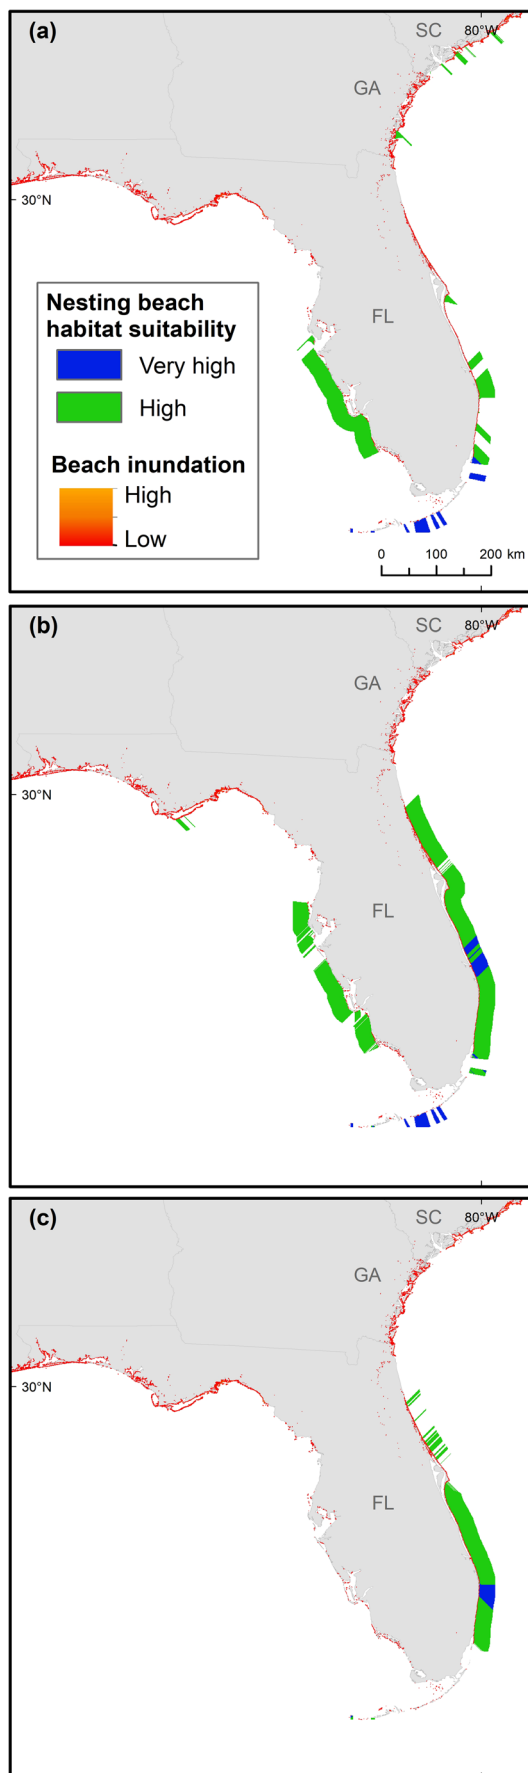 (a)
SC
80°W
GA
30°N
FL
Nesting beach
habitat suitability
Very high
High
Beach inundation
High
Low
0 100 200 km
(b)
SC
80°W
GA
30°N
FL
(c)
SC
80°W
GA
30°N
FL